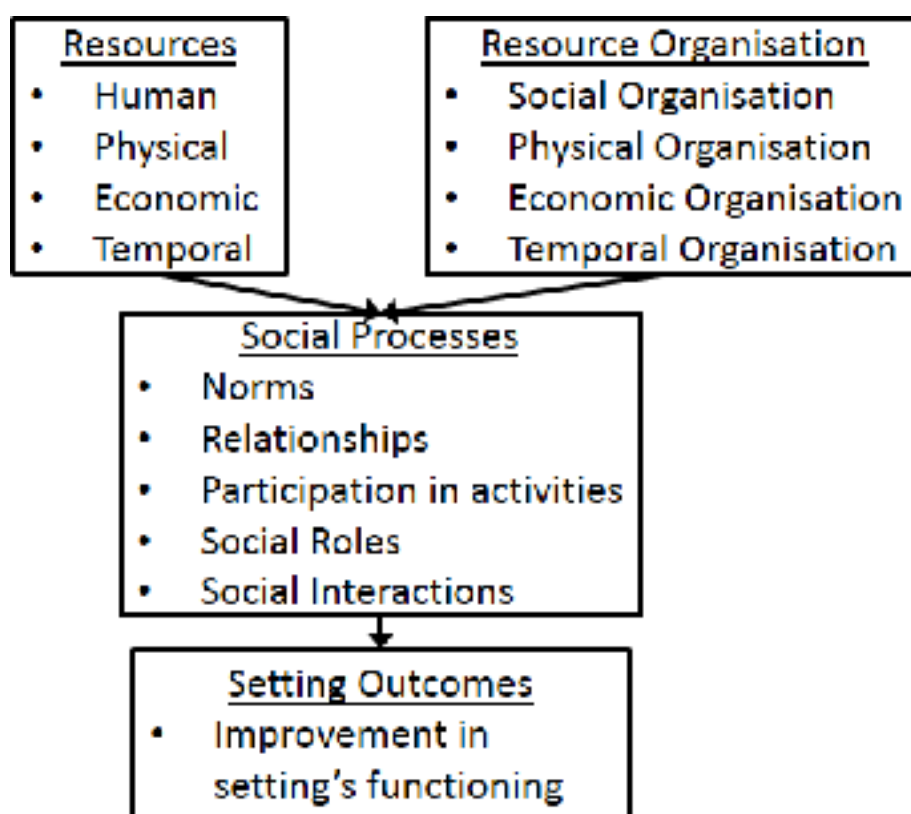 Resources
• Human
• Physical
• Economic
• Temporal
Resource Organisation
• Social Organisation
• Physical Organisation
• Economic Organisation
• Temporal Organisation
Social Processes
• Norms
• Relationships
• Participation in activities
• Social Roles
• Social Interactions
Setting Outcomes
• Improvement in
setting's functioning